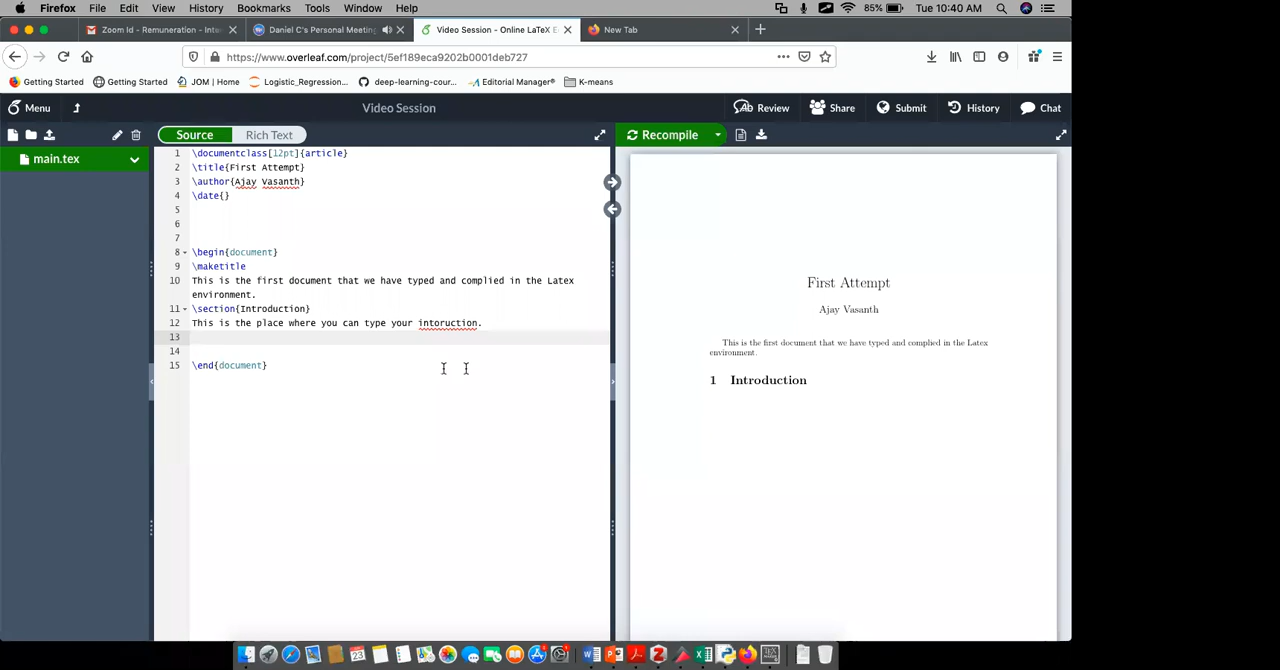 Firefox File Edit View History Bookmarks Tools Window Help 85% Tue 10:40 AM
Zoom Id - Remuneration - Inte Daniel C's Personal Meeting Video Session - Online LaTeX E New Tab
https://www.overleaf.com/project/5ef189eca9202b0001deb727
Getting Started Getting Started JOM | Home Logistic_Regression... deep-learning-cour... Editorial Manager® K-means
Menu Video Session Review Share Submit History Chat
Source Rich Text Recompile
main.tex
1 \documentclass[12pt]{article}
2 \title{First Attempt}
3 \author{Ajay Vasanth}
4 \date{}
5
6
7
8 \begin{document}
9 \maketitle
10 This is the first document that we have typed and complied in the Latex
environment.
11 \section{Introduction}
12 This is the place where you can type your intoruction.
13
14
15 \end{document}
First Attempt
Ajay Vasanth
This is the first document that we have typed and complied in the Latex
environment.
1 Introduction